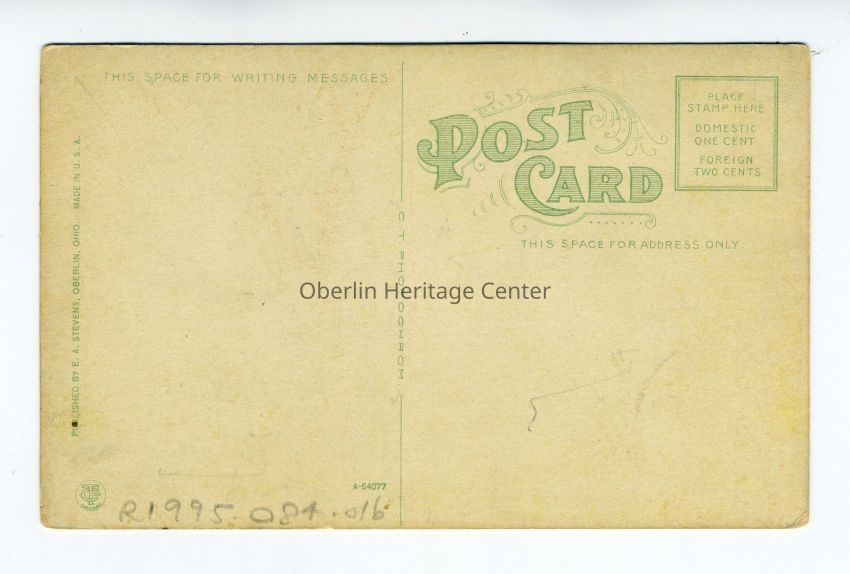 THIS SPACE FOR WRITING MESSAGES
POST CARD
PLACE
STAMP HERE
DOMESTIC
ONE CENT
FOREIGN
TWO CENTS
THIS SPACE FOR ADDRESS ONLY.
PUBLISHED BY E. A. STEVENS, OBERLIN, OHIO. MADE IN U.S.A.
C T PHOTOCHROM
Oberlin Heritage Center
A-54077
R1995.084.016